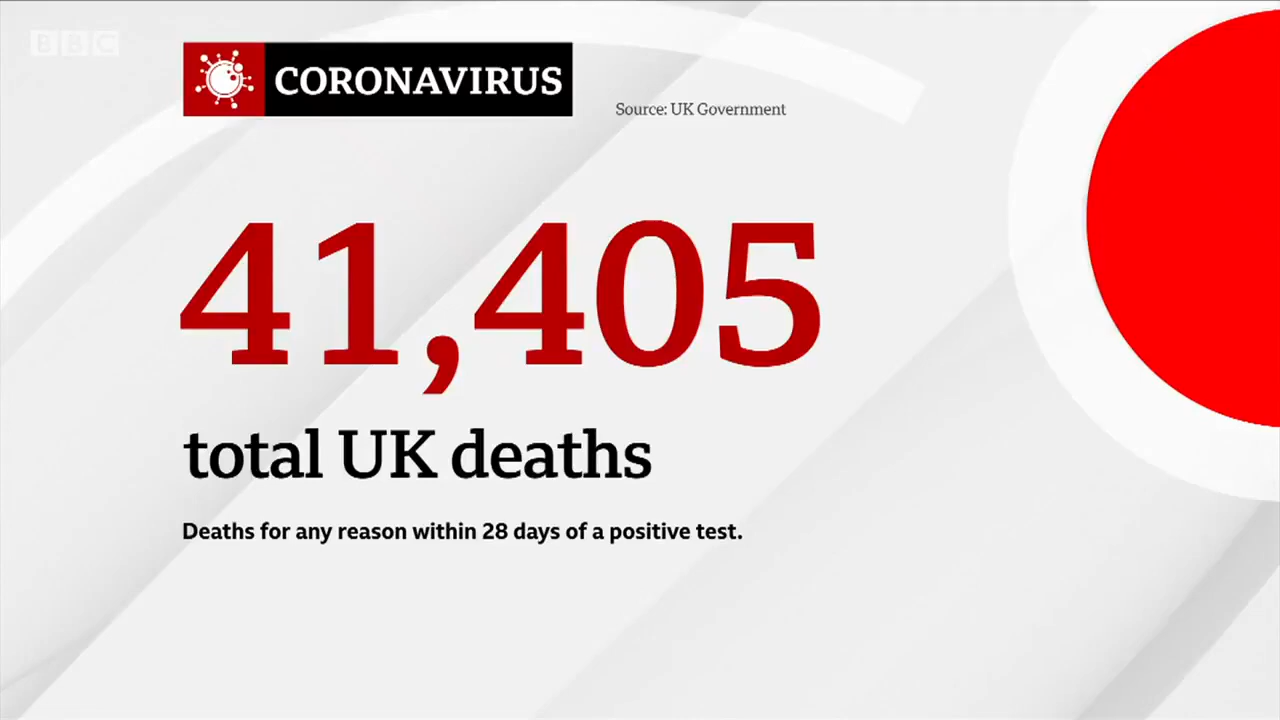 BBC
CORONAVIRUS
Source: UK Government
41,405
total UK deaths
Deaths for any reason within 28 days of a positive test.